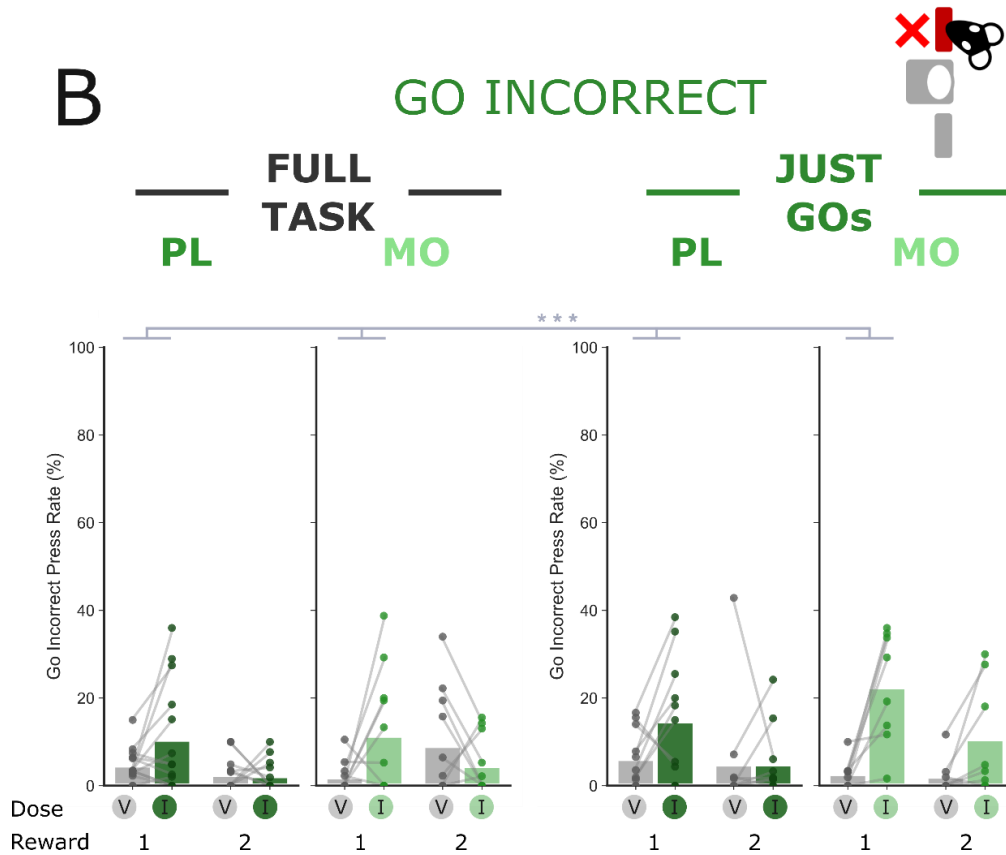 B
GO INCORRECT
FULL
TASK
JUST
GOs
PL
MO
PL
MO
***
Go Incorrect Press Rate (%)
100
80
60
40
20
0
Go Incorrect Press Rate (%)
100
80
60
40
20
0
Dose V I V I V I V I V I V I V I V I
Reward 1 2 1 2 1 2 1 2